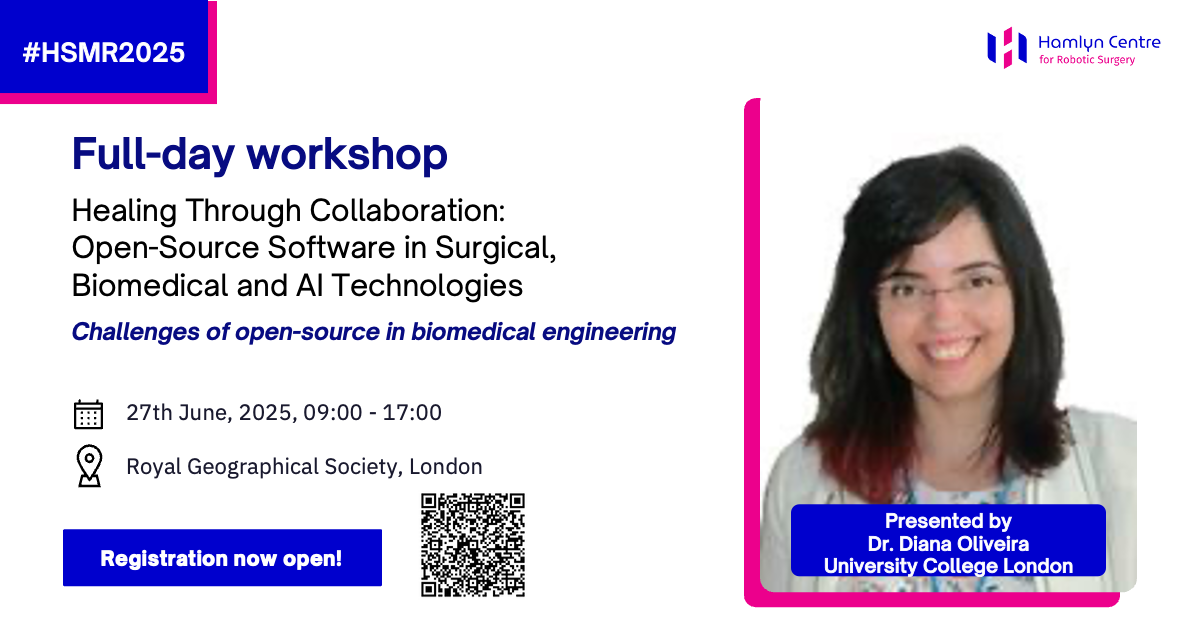 #HSMR2025
Hamlyn Centre
for Robotic Surgery
Full-day workshop
Healing Through Collaboration:
Open-Source Software in Surgical,
Biomedical and AI Technologies
Challenges of open-source in biomedical engineering
27th June, 2025, 09:00 - 17:00
Royal Geographical Society, London
Registration now open!
Presented by
Dr. Diana Oliveira
University College London